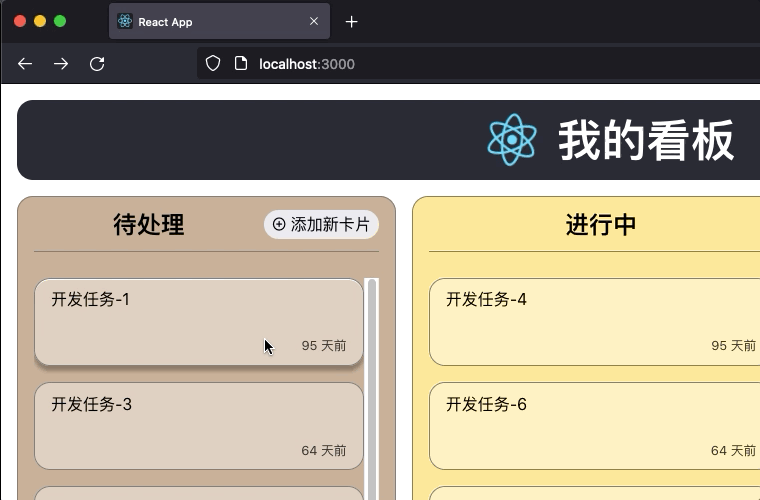 React App
localhost:3000
我的看板
待处理
添加新卡片
开发任务-1
95 天前
开发任务-3
64 天前
进行中
开发任务-4
95 天前
开发任务-6
64 天前